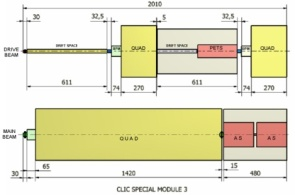 2010
30 32,5 5 32,5
DRIVE BEAM
DRIFT SPACE QUAD DRIFT SPACE PETS QUAD
611 270 611 270
74 74
MAIN BEAM
QUAD AS AS
65 15
30 1420 480
CLIC SPECIAL MODULE 3